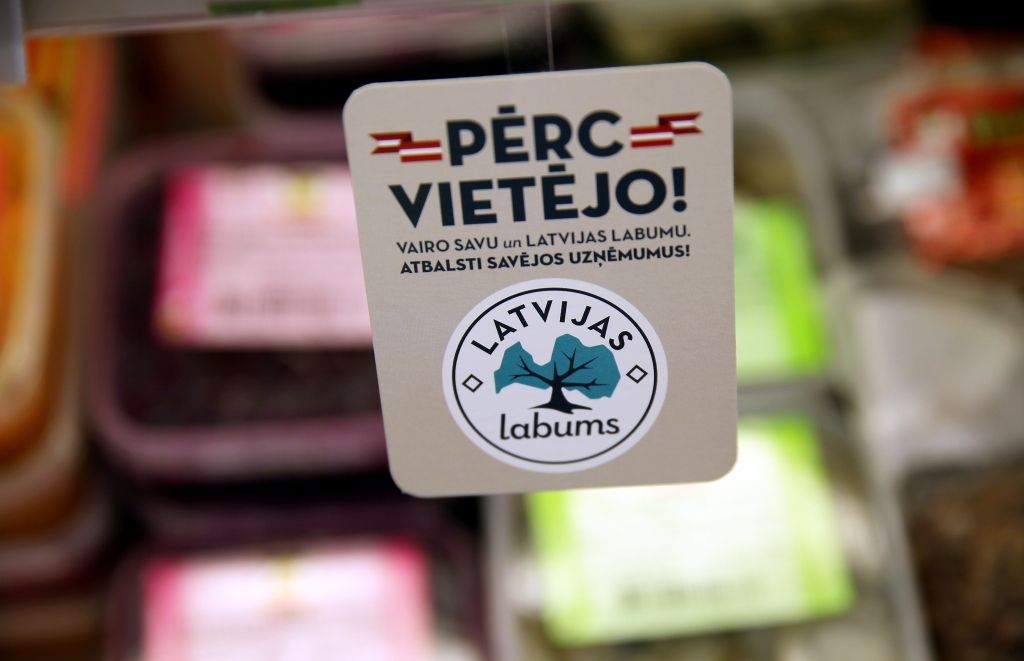 PĒRC
VIETĒJO!
VAIRO SAVU un LATVIJAS LABUMU.
ATBALSTI SAVĒJOS UZŅĒMUMUS!
LATVIJAS
labums